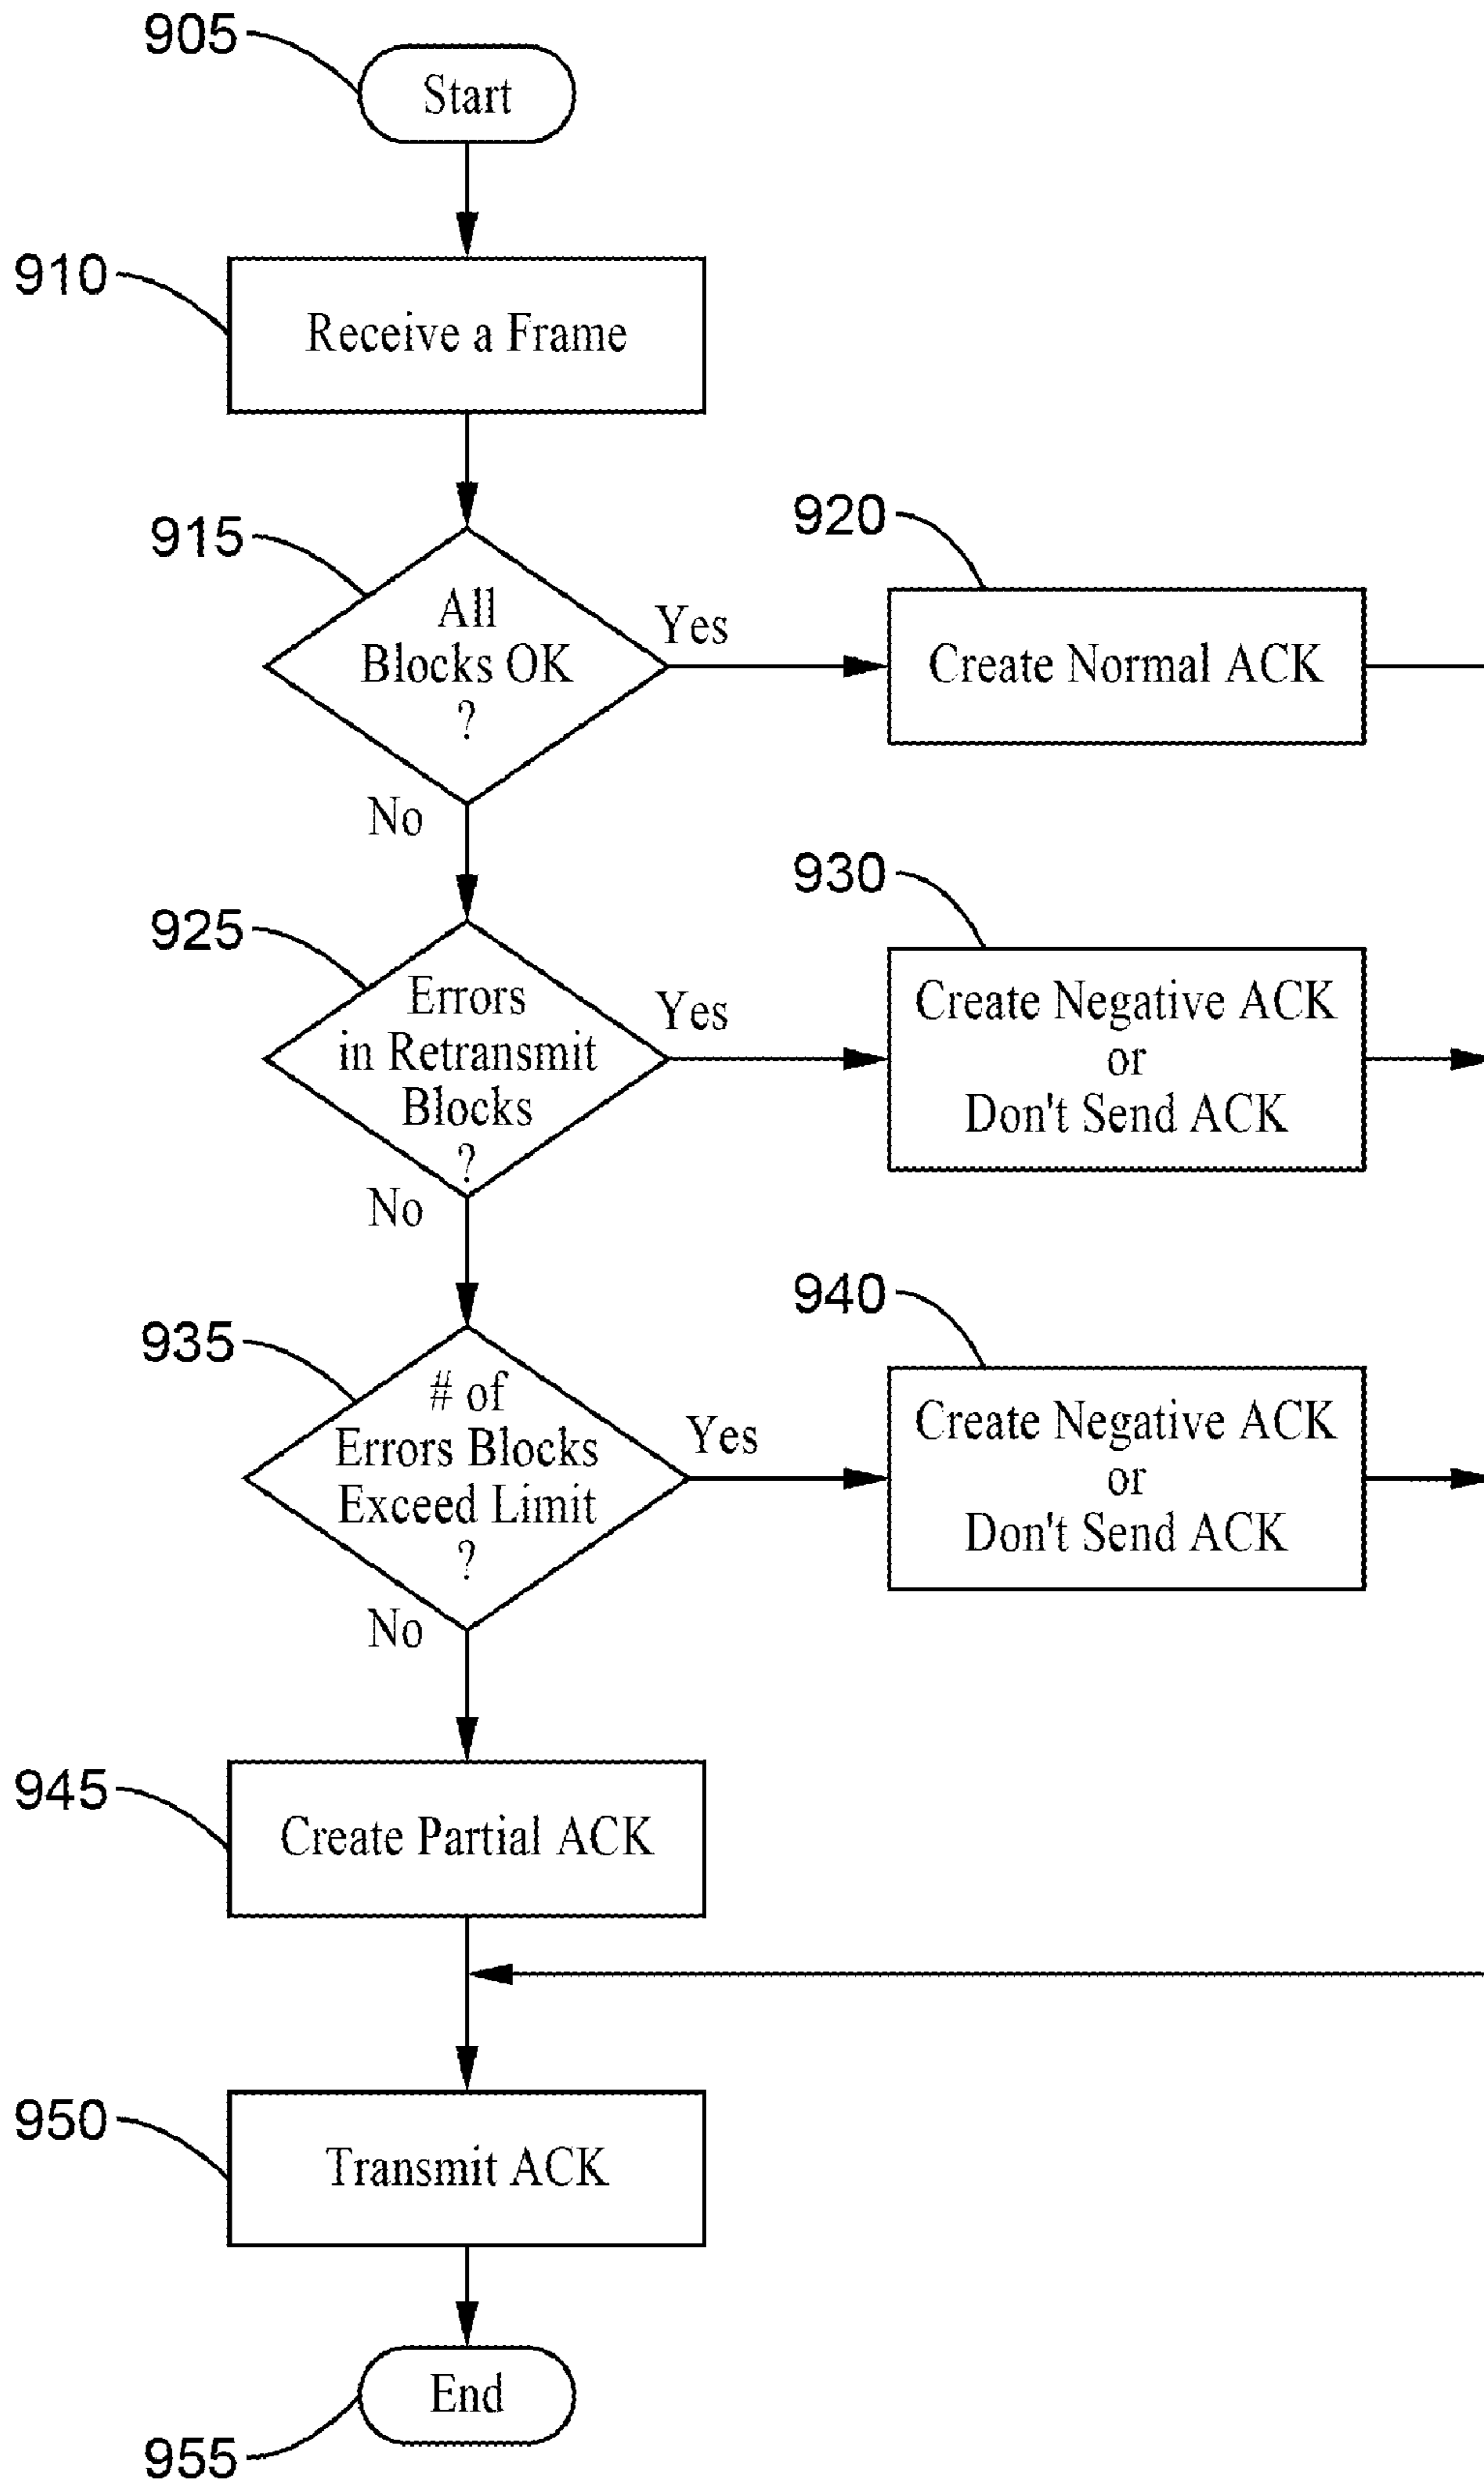 905
Start
910
Receive a Frame
915
All
Blocks OK
?
Yes
920
Create Normal ACK
No
925
Errors
in Retransmit
Blocks
?
Yes
930
Create Negative ACK
or
Don't Send ACK
No
935
# of
Errors Blocks
Exceed Limit
?
Yes
940
Create Negative ACK
or
Don't Send ACK
No
945
Create Partial ACK
950
Transmit ACK
End
955